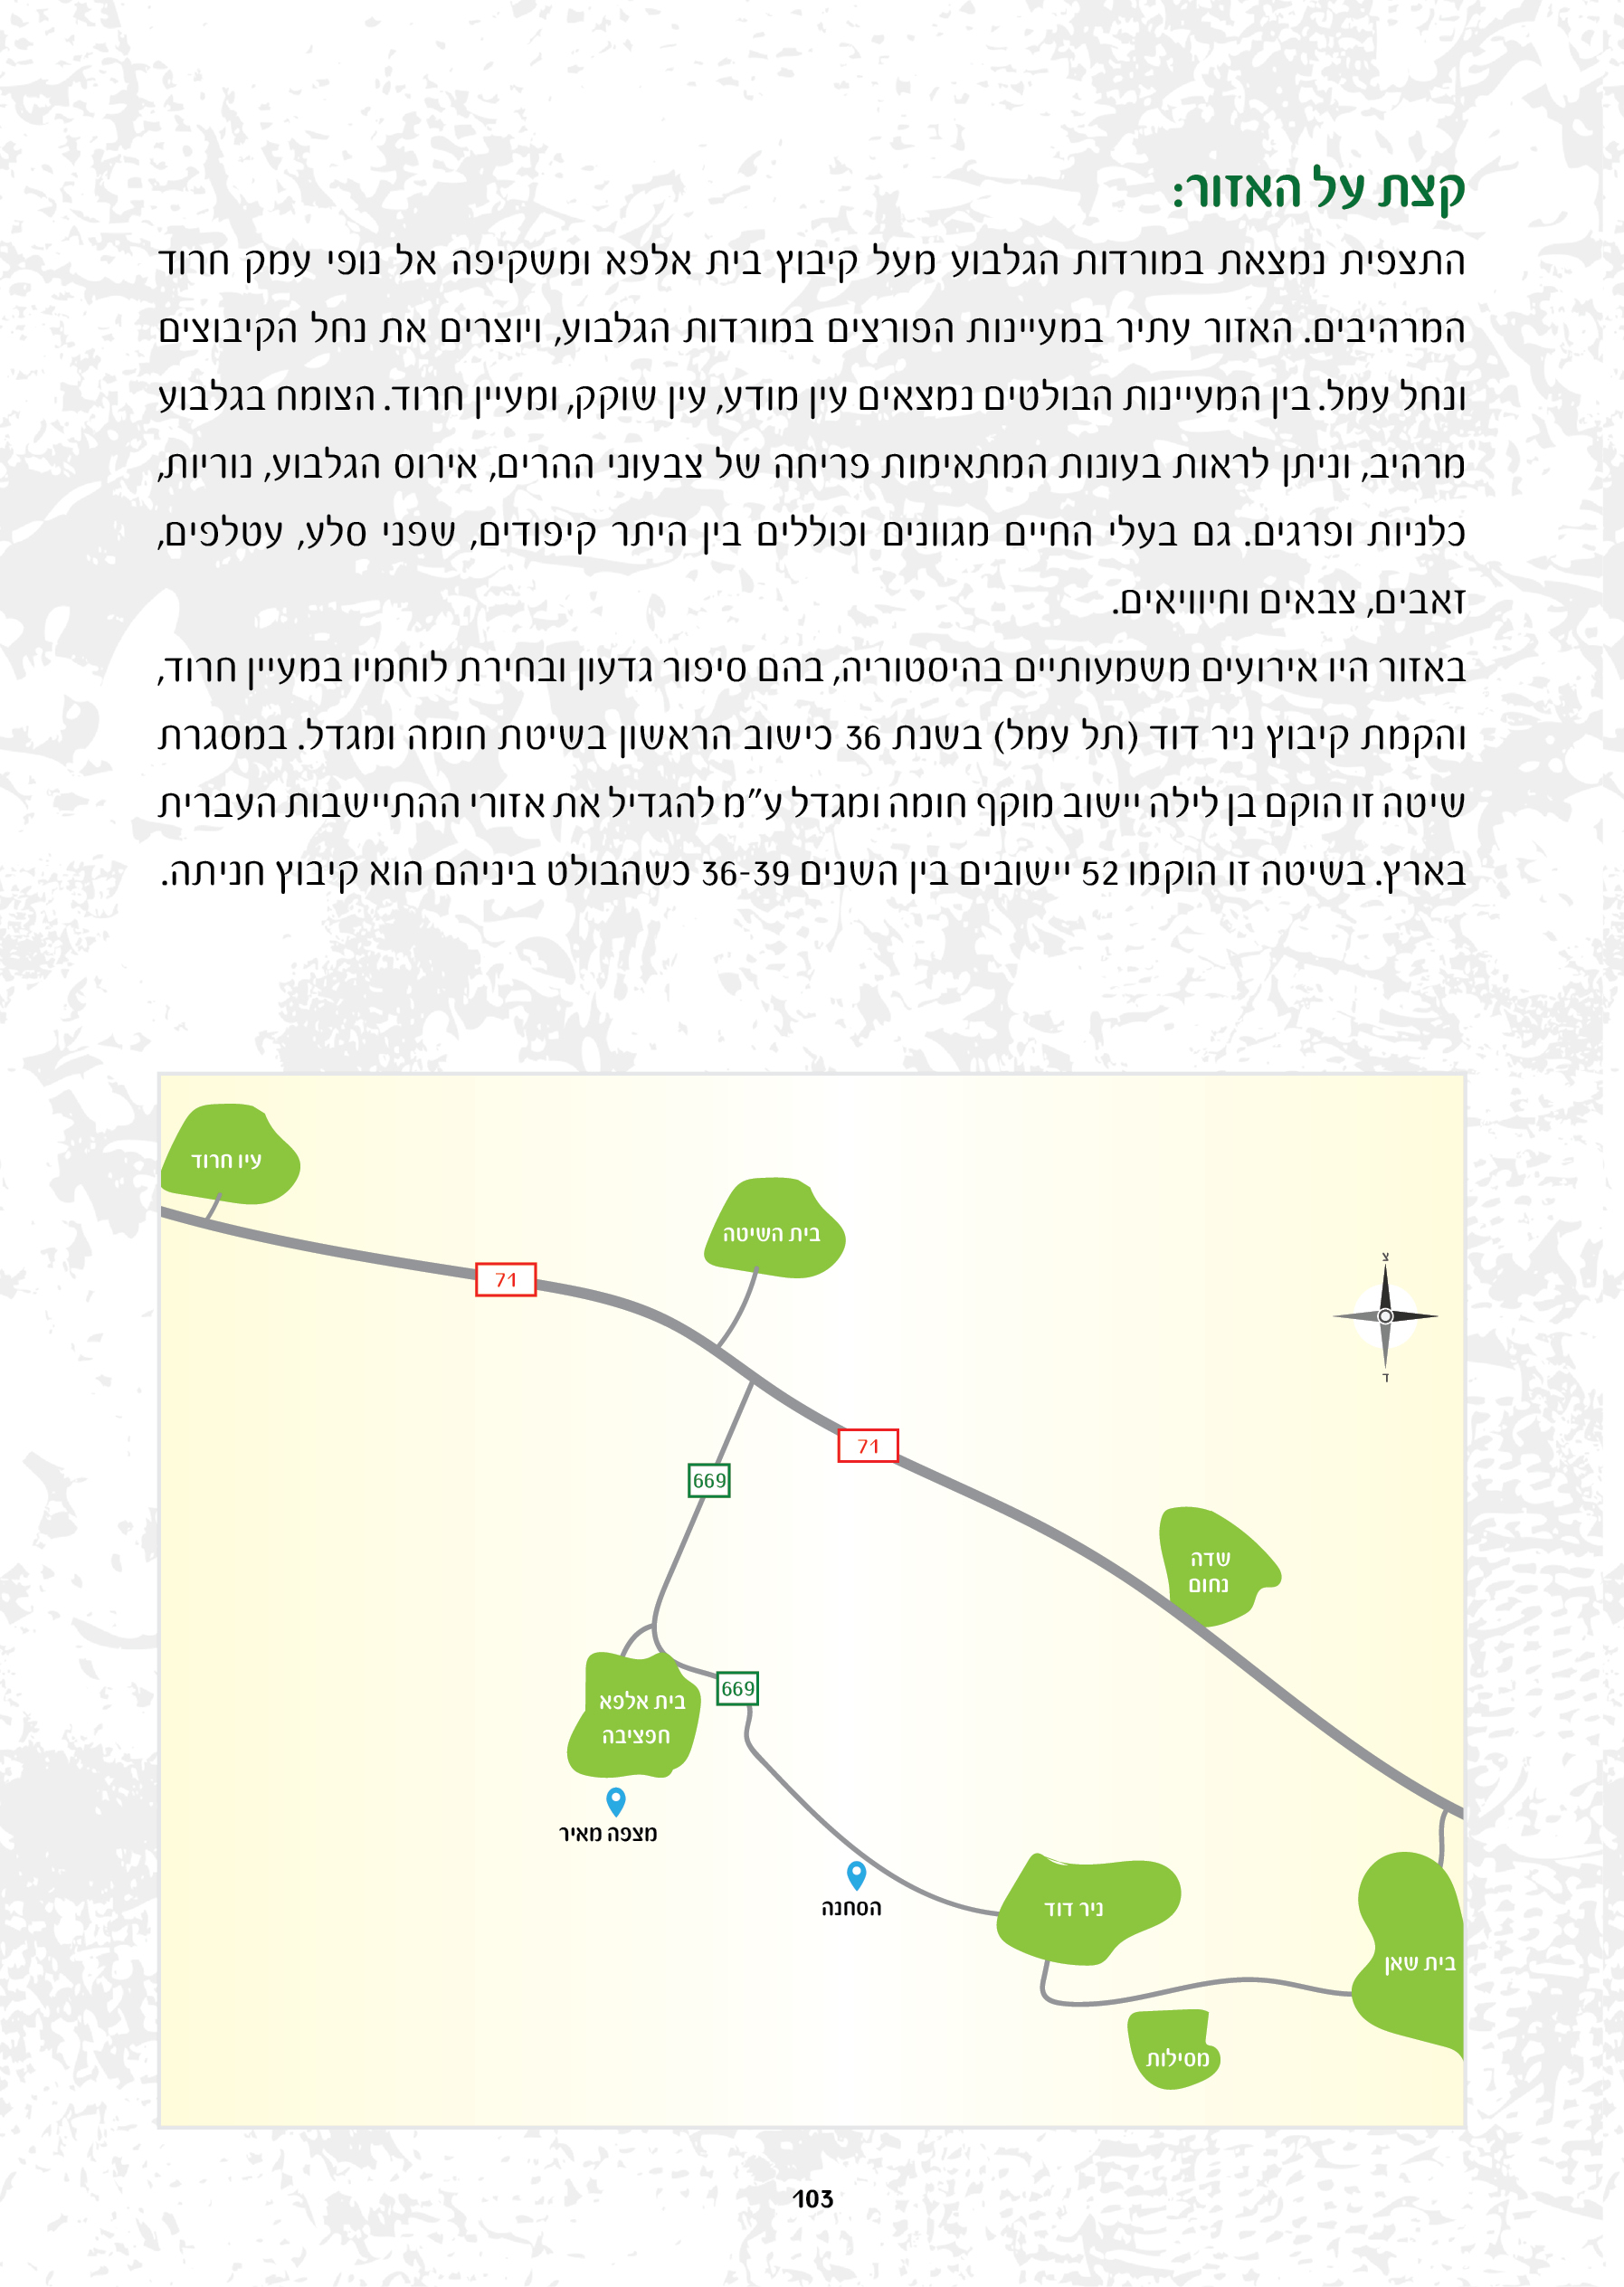 קצת על האזור:
התצפית נמצאת במורדות הגלבוע מעל קיבוץ בית אלפא ומשקיפה אל נופי עמק חרוד
המרהיבים. האזור עתיר במעיינות הפורצים במורדות הגלבוע, ויוצרים את נחל הקיבוצים
ונחל עמל. בין המעיינות הבולטים נמצאים עין מודע, עין שוקק, ומעיין חרוד. הצומח בגלבוע
מרהיב, וניתן לראות בעונות המתאימות פריחה של צבעוני ההרים, אירוס הגלבוע, נוריות,
כלניות ופרגים. גם בעלי החיים מגוונים וכוללים בין היתר קיפודים, שפני סלע, עטלפים,
זאבים, צבאים וחיוויאים.
באזור היו אירועים משמעותיים בהיסטוריה, בהם סיפור גדעון ובחירת לוחמיו במעיין חרוד,
והקמת קיבוץ ניר דוד (תל עמל) בשנת 36 כישוב הראשון בשיטת חומה ומגדל. במסגרת
שיטה זו הוקם בן לילה יישוב מוקף חומה ומגדל ע"מ להגדיל את אזורי ההתיישבות העברית
בארץ. בשיטה זו הוקמו 52 יישובים בין השנים 36-39 כשהבולט ביניהם הוא קיבוץ חניתה.
עיו חרוד
בית השיטה
צ
71
ד
71
669
שדה
נחום
669
בית אלפא
חפציבה
מצפה מאיר
הסחנה
ניר דוד
בית שאן
מסילות
103